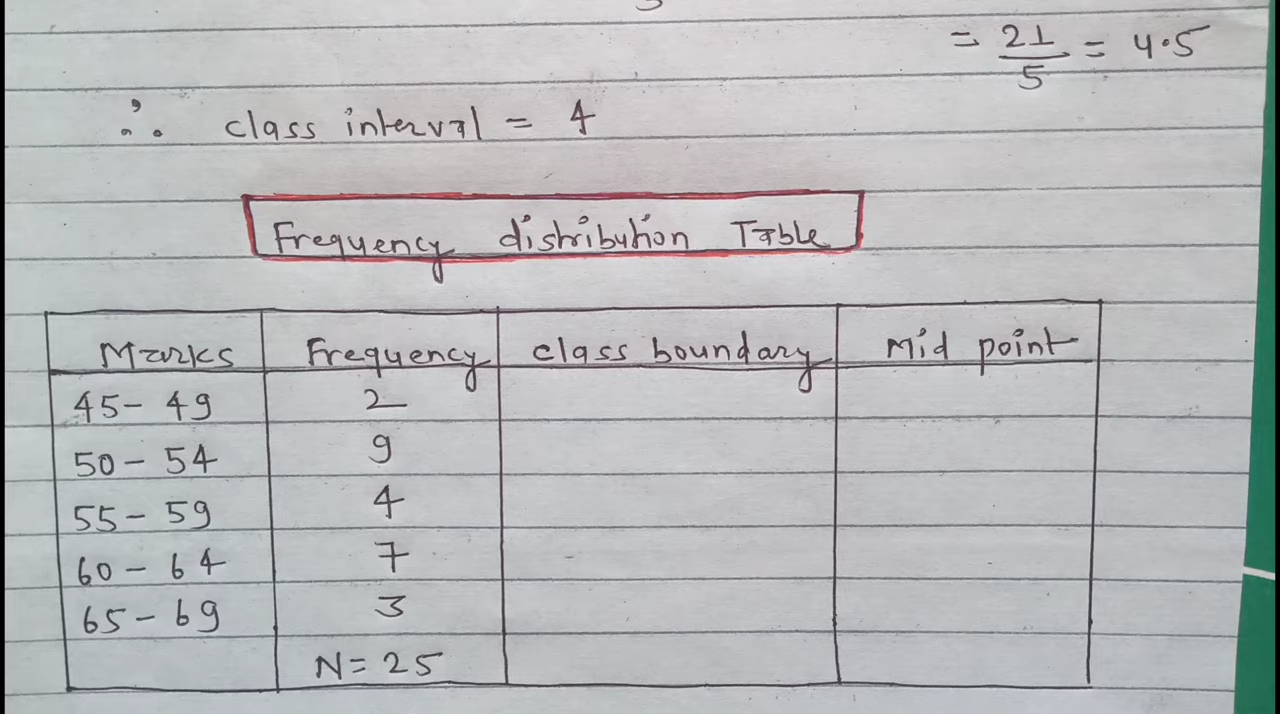 = 21/5 = 4.5
∴ class interval = 4
Frequency distribution Table
Marks Frequency class boundary Mid point
45 - 49 2
50 - 54 9
55 - 59 4
60 - 64 7
65 - 69 3
N = 25